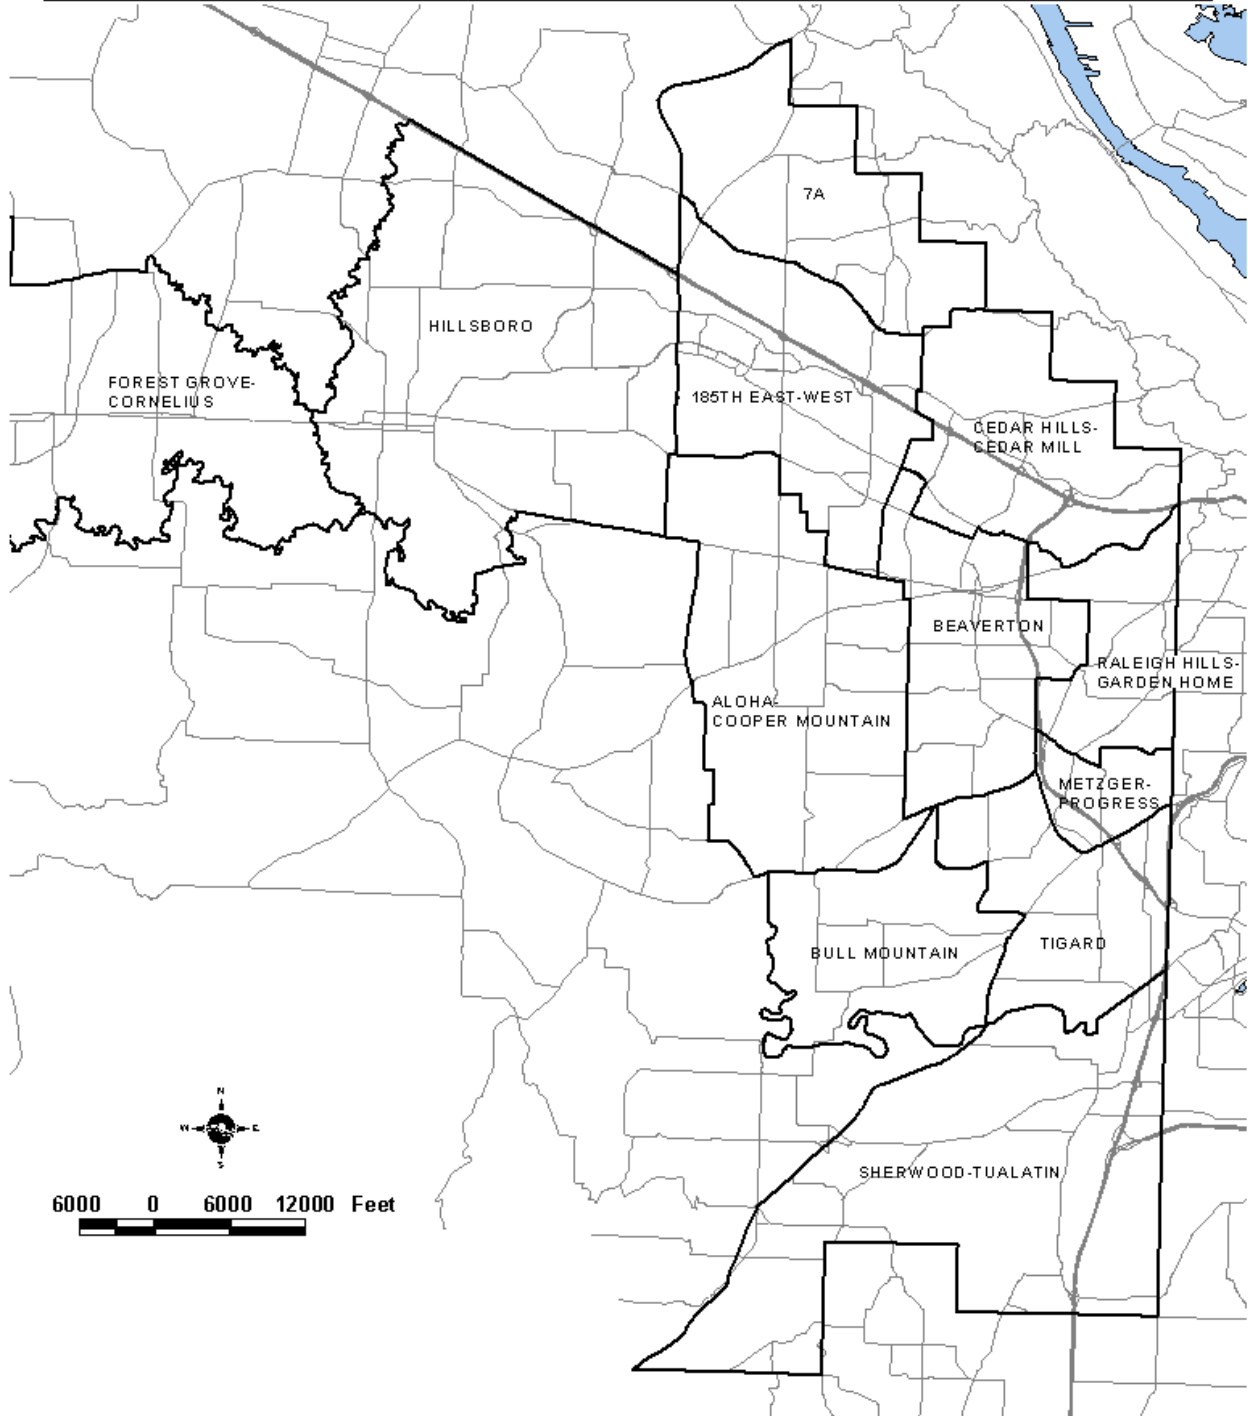 7A
HILLSBORO
FOREST GROVE-
CORNELIUS
185TH EAST-WEST
CEDAR HILLS-
CEDAR MILL
BEAVERTON
RALEIGH HILLS-
GARDEN HOME
ALOHA-
COOPER MOUNTAIN
METZGER-
PROGRESS
BULL MOUNTAIN
TIGARD
N
W
E
S
SHERWOOD-TUALATIN
6000 0 6000 12000 Feet